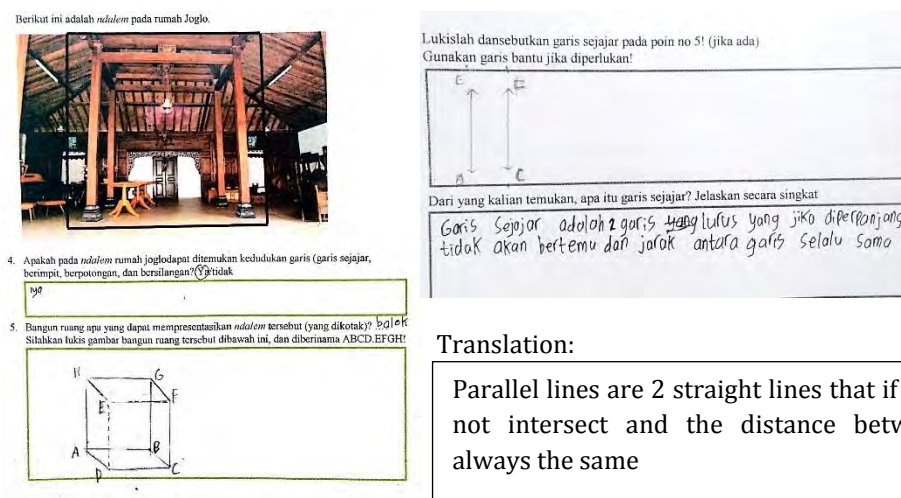 Berikut ini adalah ndalem pada rumah Joglo.
4. Apakah pada ndalem rumah joglodapat ditemukan kedudukan garis (garis sejajar,
berimpit, berpotongan, dan bersilangan?(Ya/tidak
iya
5. Bangun ruang apa yang dapat mempresentasikan ndalem tersebut (yang dikotak)? balok
Silahkan lukis gambar bangun ruang tersebut dibawah ini, dan diberinama ABCD.EFGH!
H G
E F
A B
D C
Lukislah dansebutkan garis sejajar pada poin no 5! (jika ada)
Gunakan garis bantu jika diperlukan!
E
C
Dari yang kalian temukan, apa itu garis sejajar? Jelaskan secara singkat
Garis Sejajar adalah 2 garis yang lurus yang jika diperpanjang
tidak akan bertemu dan jarak antara garis selalu sama
Translation:
Parallel lines are 2 straight lines that if
not intersect and the distance betw
always the same